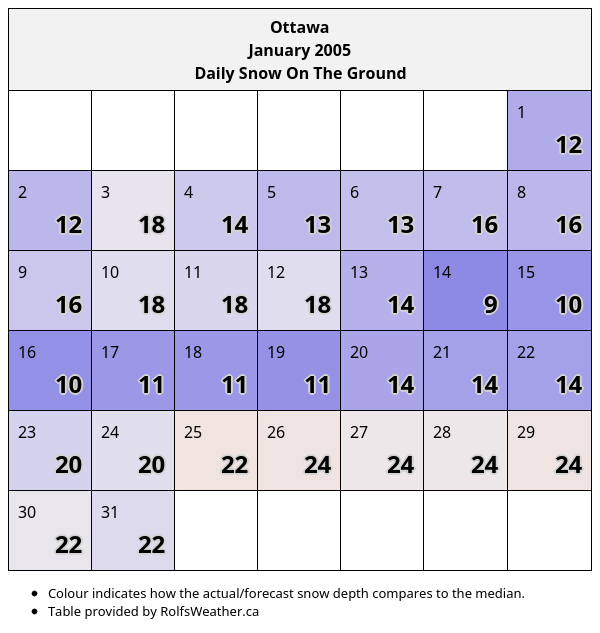 Ottawa
January 2005
Daily Snow On The Ground
1
12
2 3 4 5 6 7 8
12 18 14 13 13 16 16
9 10 11 12 13 14 15
16 18 18 18 14 9 10
16 17 18 19 20 21 22
10 11 11 11 14 14 14
23 24 25 26 27 28 29
20 20 22 24 24 24 24
30 31
22 22
Colour indicates how the actual/forecast snow depth compares to the median.
Table provided by RolfsWeather.ca